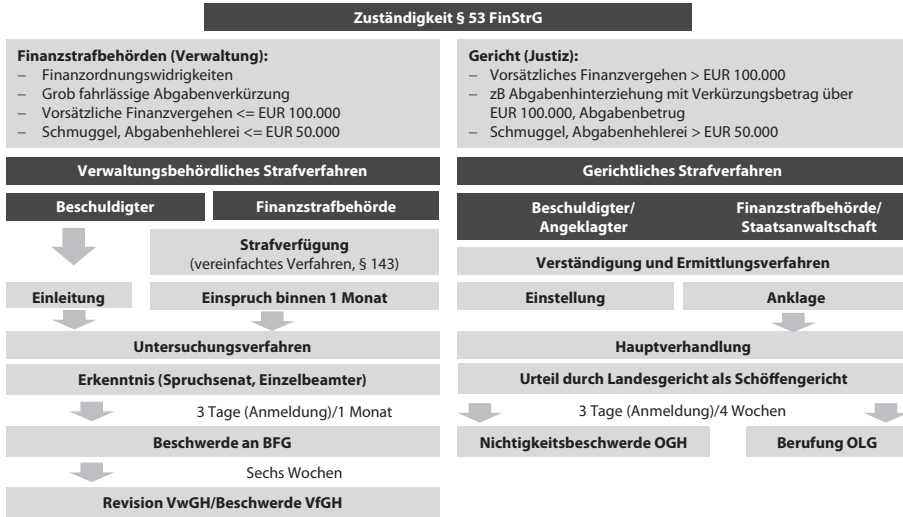 Zuständigkeit § 53 FinStrG
Finanzstrafbehörden (Verwaltung):
– Finanzordnungswidrigkeiten
– Grob fahrlässige Abgabenverkürzung
– Vorsätzliche Finanzvergehen <= EUR 100.000
– Schmuggel, Abgabenhehlerei <= EUR 50.000
Gericht (Justiz):
– Vorsätzliches Finanzvergehen > EUR 100.000
– zB Abgabenhinterziehung mit Verkürzungsbetrag über
EUR 100.000, Abgabenbetrug
– Schmuggel, Abgabenhehlerei > EUR 50.000
Verwaltungsbehördliches Strafverfahren
Beschuldigter
Finanzstrafbehörde
Strafverfügung
(vereinfachtes Verfahren, § 143)
Einleitung
Einspruch binnen 1 Monat
Untersuchungsverfahren
Erkenntnis (Spruchsenat, Einzelbeamter)
3 Tage (Anmeldung)/1 Monat
Beschwerde an BFG
Sechs Wochen
Revision VwGH/Beschwerde VfGH
Gerichtliches Strafverfahren
Beschuldigter/
Angeklagter
Finanzstrafbehörde/
Staatsanwaltschaft
Verständigung und Ermittlungsverfahren
Einstellung
Anklage
Hauptverhandlung
Urteil durch Landesgericht als Schöffengericht
3 Tage (Anmeldung)/4 Wochen
Nichtigkeitsbeschwerde OGH
Berufung OLG